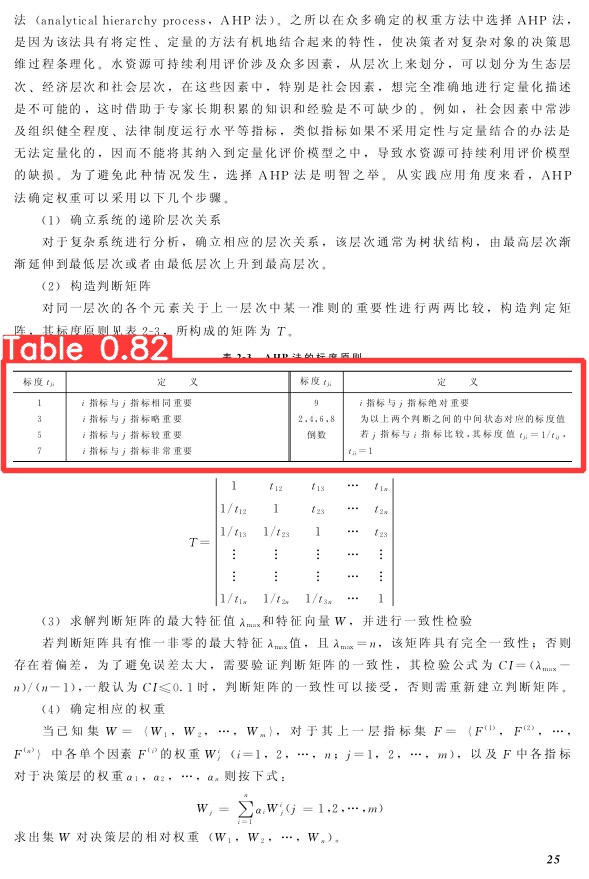 法（analytical hierarchy process，AHP 法）。之所以在众多确定的权重方法中选择 AHP 法，
是因为该法具有将定性、定量的方法有机地结合起来的特性，使决策者对复杂对象的决策思
维过程条理化。水资源可持续利用评价涉及众多因素，从层次上来划分，可以划分为生态层
次、经济层次和社会层次，在这些因素中，特别是社会因素，想完全准确地进行定量化描述
是不可能的，这时借助于专家长期积累的知识和经验是不可缺少的。例如，社会因素中常涉
及组织健全程度、法律制度运行水平等指标，类似指标如果不采用定性与定量结合的办法是
无法定量化的，因而不能将其纳入到定量化评价模型之中，导致水资源可持续利用评价模型
的缺损。为了避免此种情况发生，选择 AHP 法是明智之举。从实践应用角度来看，AHP
法确定权重可以采用以下几个步骤。
（1）确立系统的递阶层次关系
对于复杂系统进行分析，确立相应的层次关系，该层次通常为树状结构，由最高层次渐
渐延伸到最低层次或者由最低层次上升到最高层次。
（2）构造判断矩阵
对同一层次的各个元素关于上一层次中某一准则的重要性进行两两比较，构造判定矩
阵，其标度原则见表 2-3，所构成的矩阵为 T。
Table 0.82
表 2-3 AHP 法的标度原则
标度 t_{ji} 定 义 标度 t_{ji} 定 义
1 i 指标与 j 指标相同重要 9 i 指标与 j 指标绝对重要
3 i 指标与 j 指标略重要 2,4,6,8 为以上两个判断之间的中间状态对应的标度值
5 i 指标与 j 指标较重要 倒数 若 j 指标与 i 指标比较，其标度值 t_{ji}＝1/t_{ij}，
7 i 指标与 j 指标非常重要 t_{ii}＝1
1 t_{12} t_{13} … t_{1n}
1/t_{12} 1 t_{23} … t_{2n}
T＝ 1/t_{13} 1/t_{23} 1 … t_{23}
⋮ ⋮ ⋮ … ⋮
⋮ ⋮ ⋮ … ⋮
1/t_{1n} 1/t_{2n} 1/t_{3n} … 1
（3）求解判断矩阵的最大特征值 λ_{max}和特征向量 W，并进行一致性检验
若判断矩阵具有惟一非零的最大特征 λ_{max}值，且 λ_{max}＝n，该矩阵具有完全一致性；否则
存在着偏差，为了避免误差太大，需要验证判断矩阵的一致性，其检验公式为 CI＝(λ_{max}－
n)/(n－1)，一般认为 CI≤0.1 时，判断矩阵的一致性可以接受，否则需重新建立判断矩阵。
（4）确定相应的权重
当已知集 W＝｛W_1，W_2，…，W_m｝，对于其上一层指标集 F＝｛F^{(1)}，F^{(2)}，…，
F^{(n)}｝中各单个因素 F^{(i)}的权重 W_j^i（i＝1，2，…，n；j＝1，2，…，m），以及 F 中各指标
对于决策层的权重 a_1，a_2，…，a_n 则按下式：
W_j ＝ ∑_{i=1}^{n} a_i W_j^i (j ＝ 1,2,…,m)
求出集 W 对决策层的相对权重（W_1，W_2，…，W_n）。
25